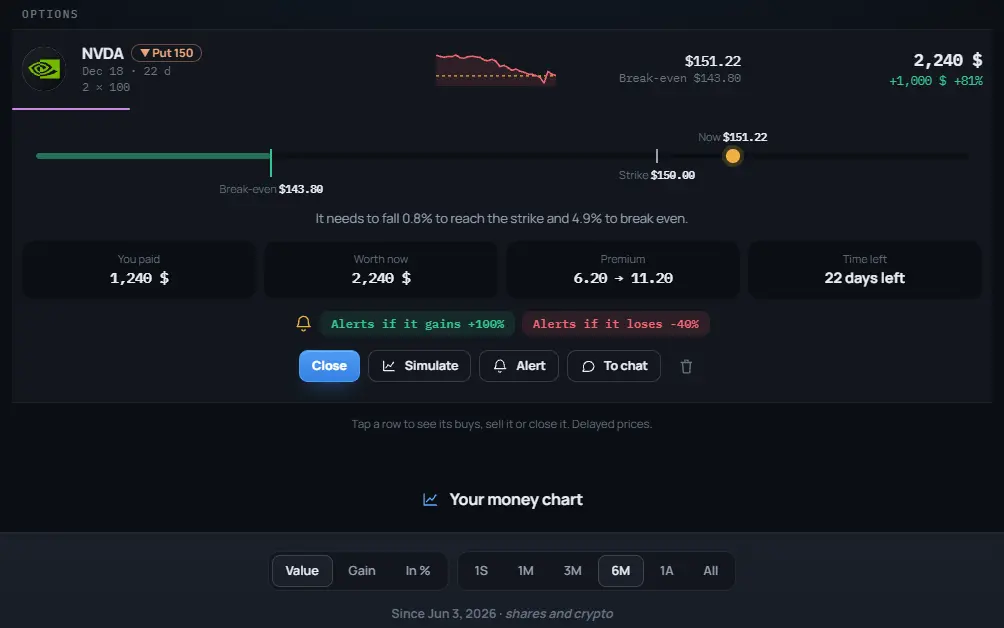 OPTIONS
NVDA ▼ Put 150
Dec 18 · 22 d
2 × 100
$151.22
Break-even $143.80
2,240 $
+1,000 $ +81%
Now $151.22
Break-even $143.80
Strike $150.00
It needs to fall 0.8% to reach the strike and 4.9% to break even.
You paid
1,240 $
Worth now
2,240 $
Premium
6.20 → 11.20
Time left
22 days left
Alerts if it gains +100%
Alerts if it loses -40%
Close
Simulate
Alert
To chat
Tap a row to see its buys, sell it or close it. Delayed prices.
Your money chart
Value
Gain
In %
1S
1M
3M
6M
1A
All
Since Jun 3, 2026 · shares and crypto